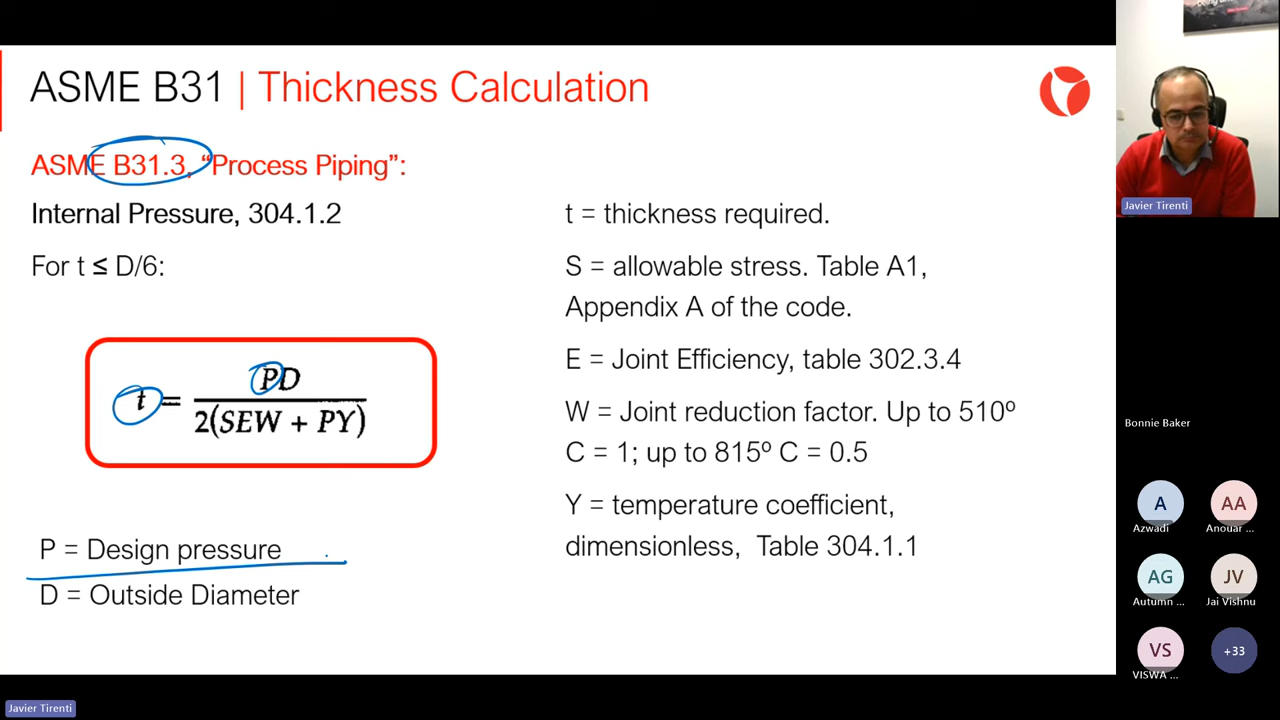 ASME B31 | Thickness Calculation
ASME B31.3, “Process Piping”:
Internal Pressure, 304.1.2
For t ≤ D/6:
t = PD / 2(SEW + PY)
P = Design pressure
D = Outside Diameter
t = thickness required.
S = allowable stress. Table A1,
Appendix A of the code.
E = Joint Efficiency, table 302.3.4
W = Joint reduction factor. Up to 510º
C = 1; up to 815º C = 0.5
Y = temperature coefficient,
dimensionless, Table 304.1.1
Javier Tirenti
Bonnie Baker
A
Azwadi
AA
Anouar ...
AG
Autumn ...
JV
Jai Vishnu
VS
VISWA ...
+33
Javier Tirenti